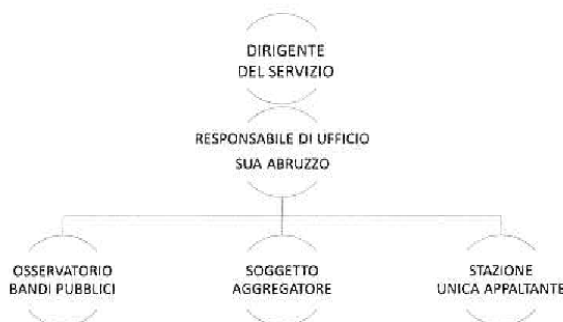 DIRIGENTE
DEL SERVIZIO
RESPONSABILE DI UFFICIO
SUA ABRUZZO
OSSERVATORIO
BANDI PUBBLICI
SOGGETTO
AGGREGATORE
STAZIONE
UNICA APPALTANTE